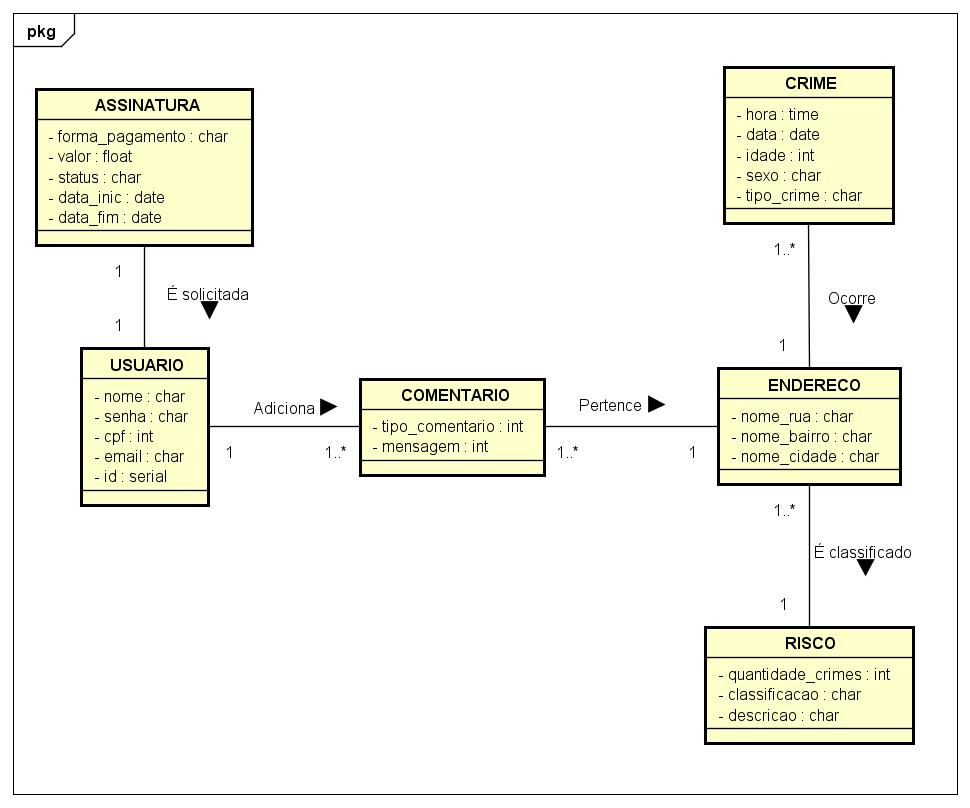 pkg
ASSINATURA
- forma_pagamento : char
- valor : float
- status : char
- data_inic : date
- data_fim : date
CRIME
- hora : time
- data : date
- idade : int
- sexo : char
- tipo_crime : char
1
É solicitada
1
1..*
Ocorre
1
USUARIO
- nome : char
- senha : char
- cpf : int
- email : char
- id : serial
Adiciona
1
1..*
COMENTARIO
- tipo_comentario : int
- mensagem : int
Pertence
1..*
1
ENDERECO
- nome_rua : char
- nome_bairro : char
- nome_cidade : char
1..*
É classificado
1
RISCO
- quantidade_crimes : int
- classificacao : char
- descricao : char